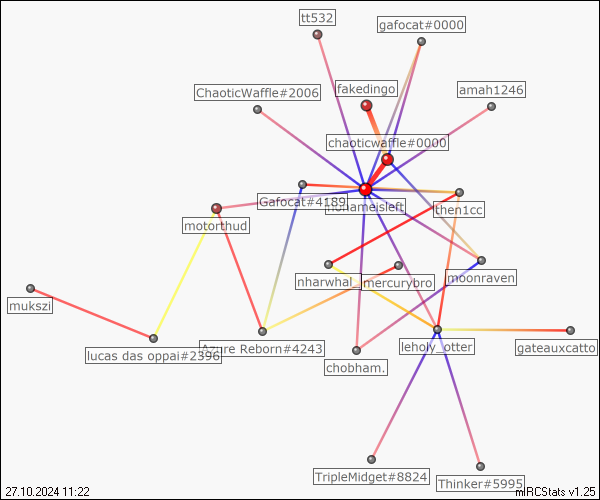 tt532
gafocat#0000
fakedingo
ChaoticWaffle#2006
amah1246
chaoticwaffle#0000
Gafocat#4189
nonameisleft
then1cc
motorthud
nharwhal_
mercurybro
moonraven
mukszi
lucas das oppai#2396
Azure Reborn#4243
leholy_otter
gateauxcatto
chobham.
TripleMidget#8824
Thinker#5995
27.10.2024 11:22
mIRCStats v1.25